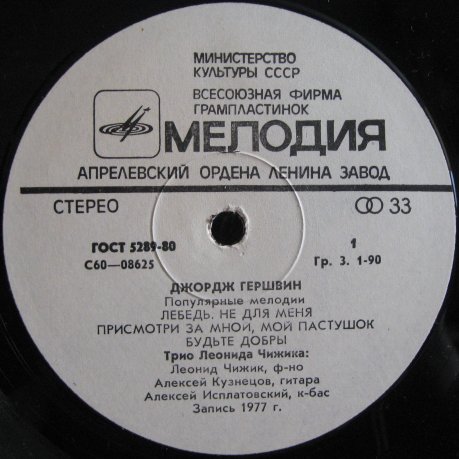 МИНИСТЕРСТВО
КУЛЬТУРЫ СССР
ВСЕСОЮЗНАЯ ФИРМА
ГРАМПЛАСТИНОК
МЕЛОДИЯ
АПРЕЛЕВСКИЙ ОРДЕНА ЛЕНИНА ЗАВОД
СТЕРЕО
33
ГОСТ 5289-80
1
С60—08625
Гр. 3. 1-90
ДЖОРДЖ ГЕРШВИН
Популярные мелодии
ЛЕБЕДЬ. НЕ ДЛЯ МЕНЯ
ПРИСМОТРИ ЗА МНОЙ, МОЙ ПАСТУШОК
БУДЬТЕ ДОБРЫ
Трио Леонида Чижика:
Леонид Чижик, ф-но
Алексей Кузнецов, гитара
Алексей Исплатовский, к-бас
Запись 1977 г.